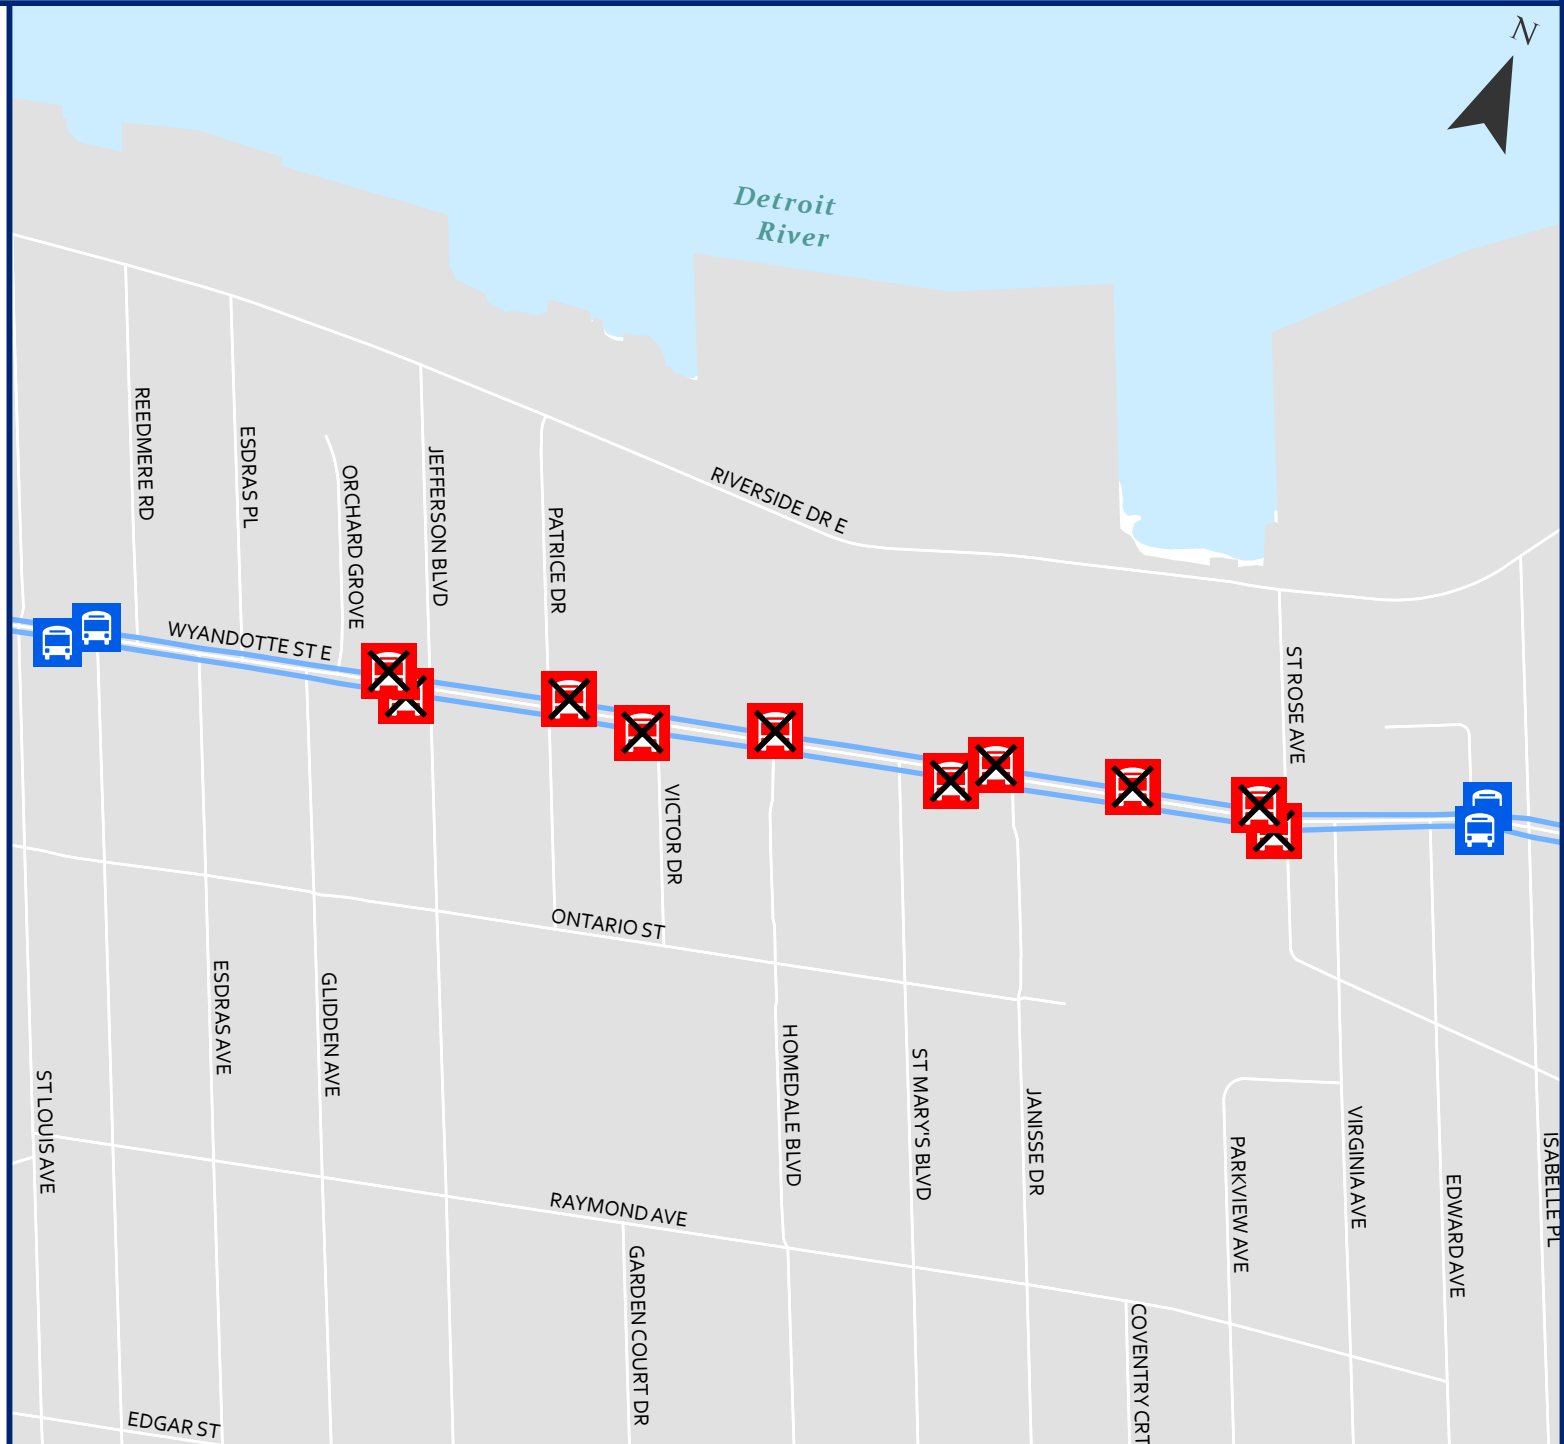 N
Detroit
River
REEDMERE RD
ESDRAS PL
ORCHARD GROVE
JEFFERSON BLVD
PATRICE DR
RIVERSIDE DR E
WYANDOTTE ST E
ST ROSE AVE
VICTOR DR
ONTARIO ST
ESDRAS AVE
GLIDDEN AVE
HOMEDALE BLVD
ST MARY'S BLVD
ST LOUIS AVE
JANISSE DR
PARKVIEW AVE
VIRGINIA AVE
EDWARD AVE
ISABELLE PL
RAYMOND AVE
GARDEN COURT DR
COVENTRY CRT
EDGAR ST